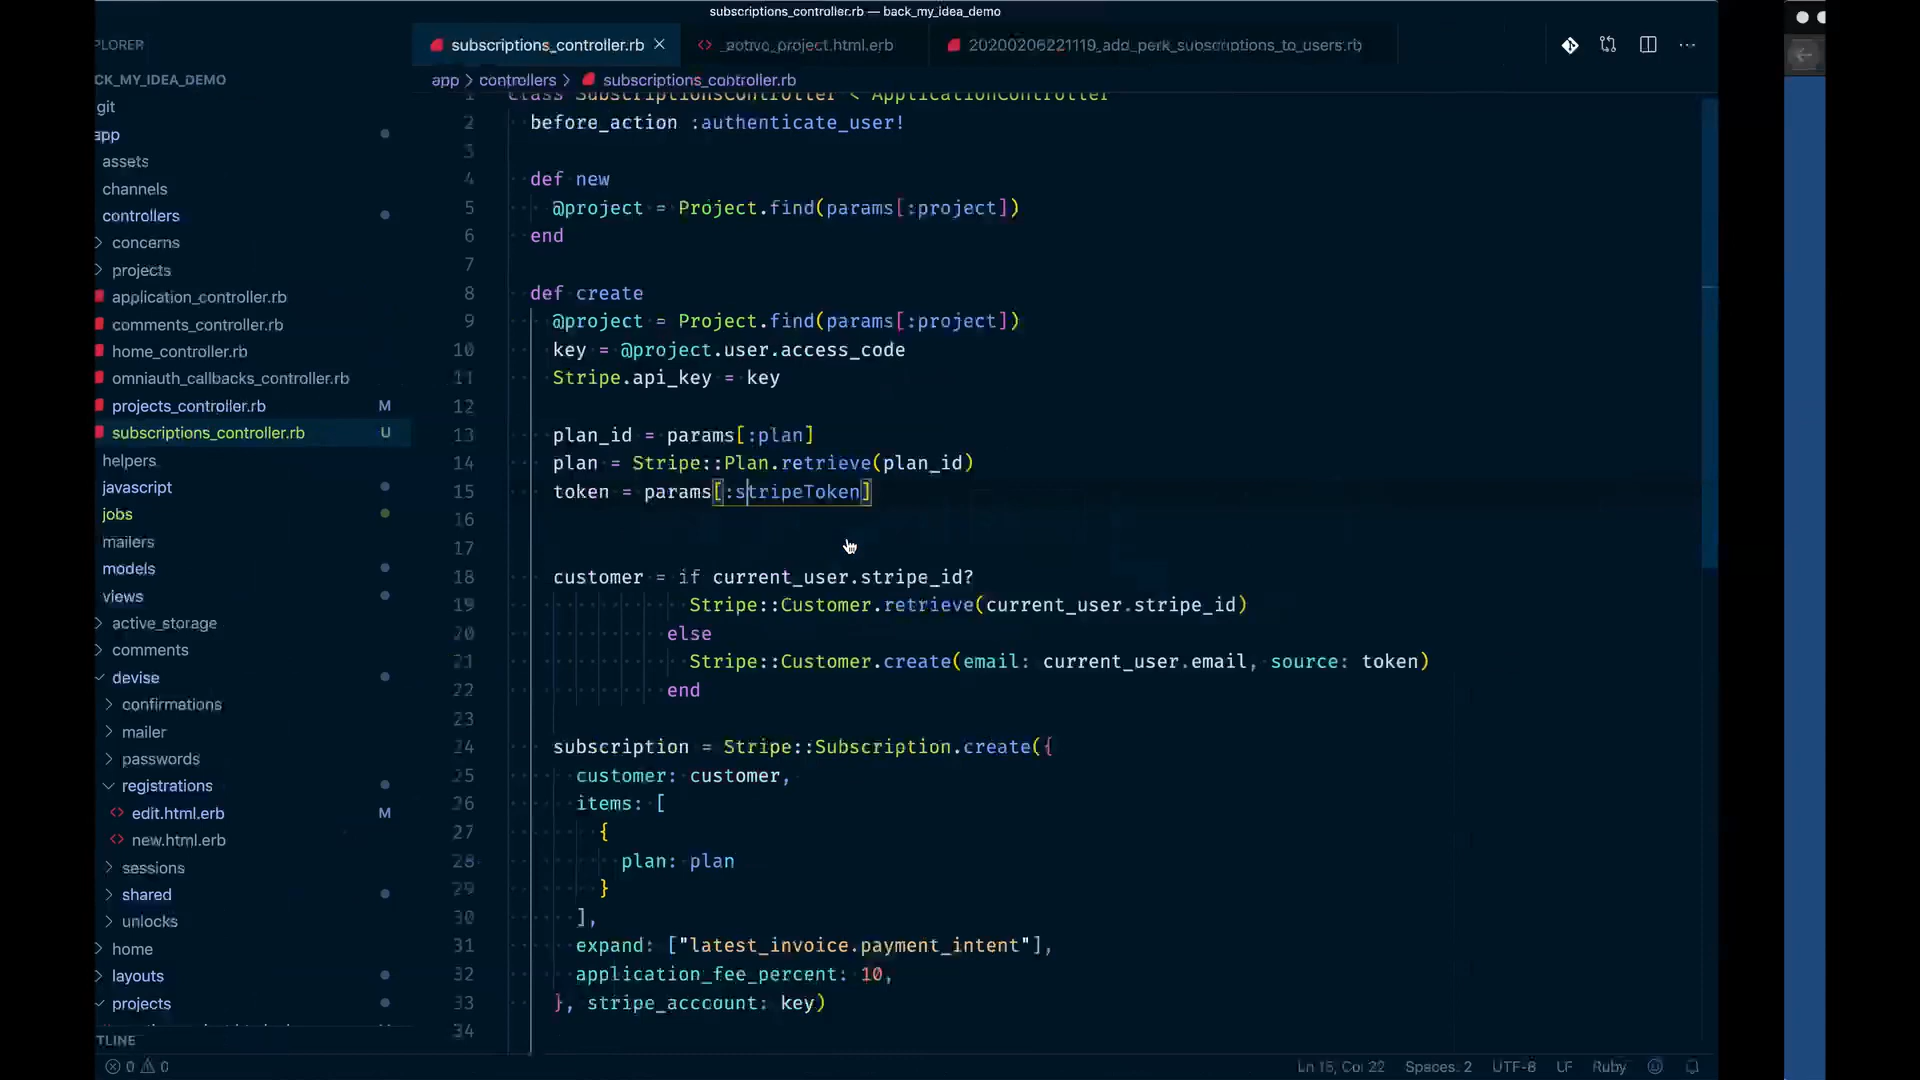 subscriptions_controller.rb — back_my_idea_demo
PLORER
subscriptions_controller.rb
project.html.erb
20200206221119_add_perk_subscriptions_to_users.rb
app > controllers > subscriptions_controller.rb
CK_MY_IDEA_DEMO
git
app
assets
channels
controllers
concerns
projects
application_controller.rb
comments_controller.rb
home_controller.rb
omniauth_callbacks_controller.rb
projects_controller.rb M
subscriptions_controller.rb U
helpers
javascript
jobs
mailers
models
views
active_storage
comments
devise
confirmations
mailer
passwords
registrations
edit.html.erb M
new.html.erb
sessions
shared
unlocks
home
layouts
projects
TLINE
1 class SubscriptionsController < ApplicationController
2 before_action :authenticate_user!
3
4 def new
5 @project = Project.find(params[:project])
6 end
7
8 def create
9 @project = Project.find(params[:project])
10 key = @project.user.access_code
11 Stripe.api_key = key
12
13 plan_id = params[:plan]
14 plan = Stripe::Plan.retrieve(plan_id)
15 token = params[:stripeToken]
16
17
18 customer = if current_user.stripe_id?
19 Stripe::Customer.retrieve(current_user.stripe_id)
20 else
21 Stripe::Customer.create(email: current_user.email, source: token)
22 end
23
24 subscription = Stripe::Subscription.create({
25 customer: customer,
26 items: [
27 {
28 plan: plan
29 }
30 ],
31 expand: ["latest_invoice.payment_intent"],
32 application_fee_percent: 10,
33 }, stripe_acccount: key)
34
0 0
Ln 15, Col 22 Spaces: 2 UTF-8 LF Ruby